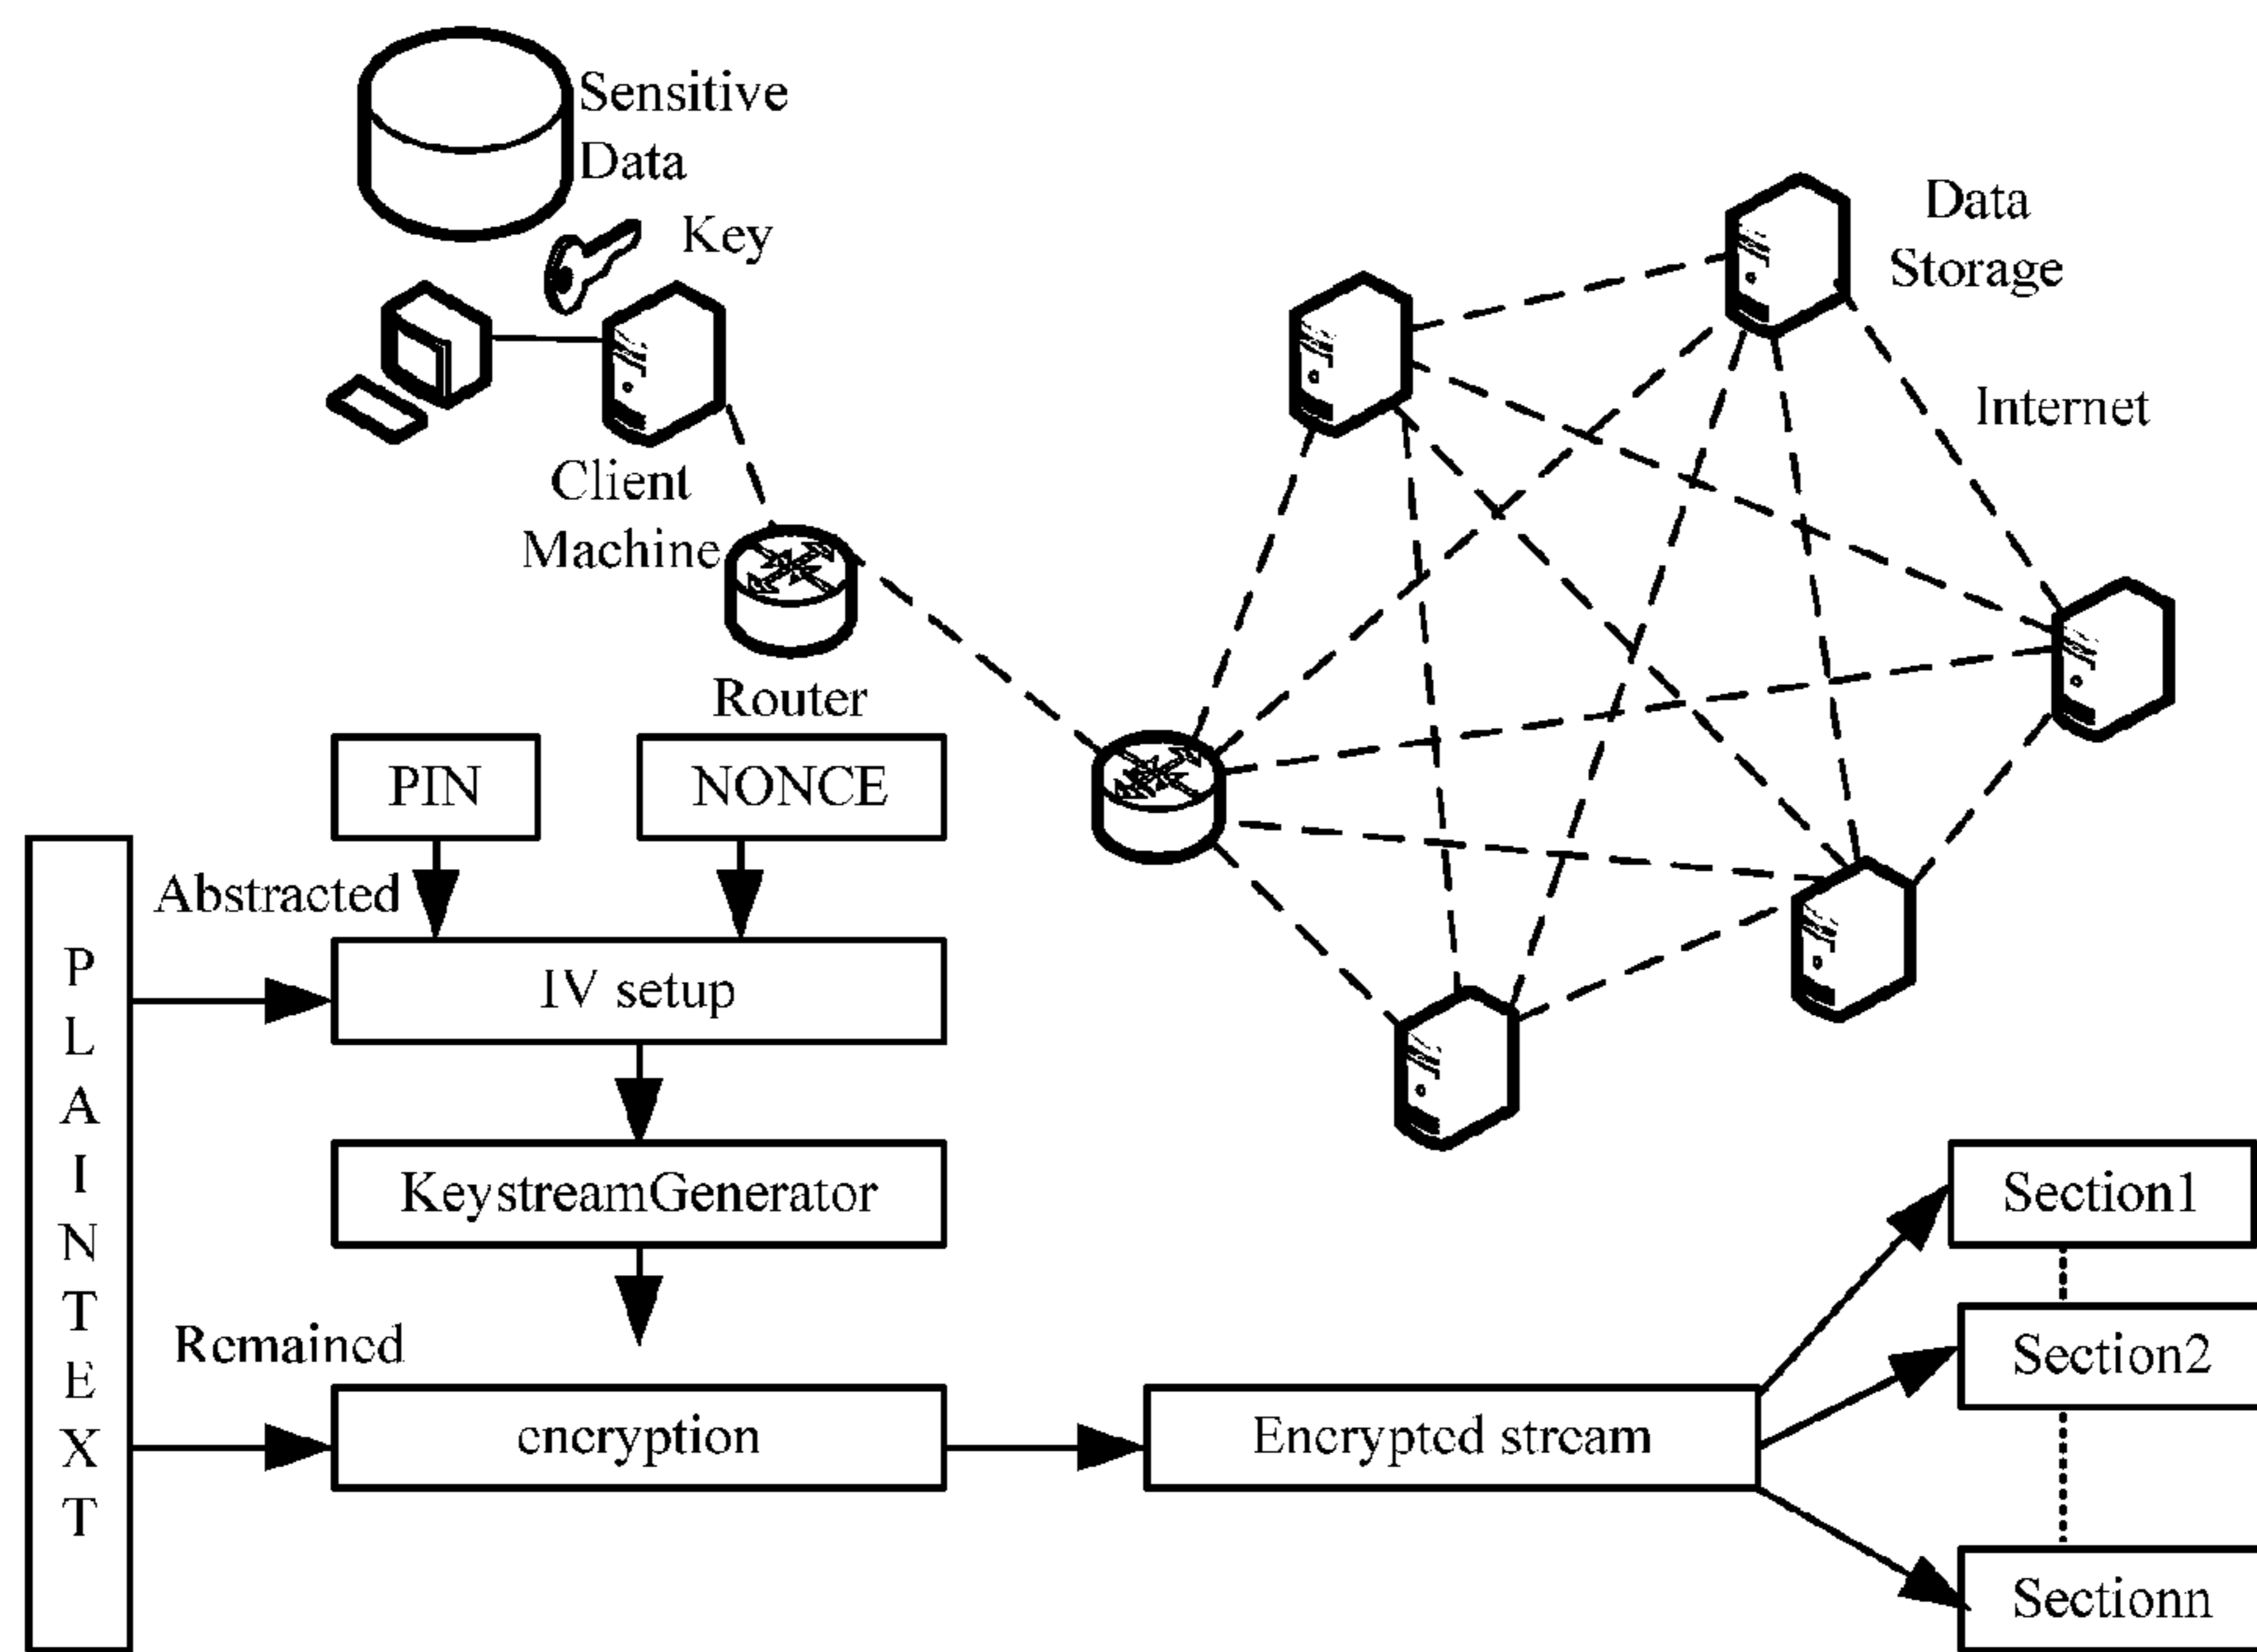 Sensitive
Data
Key
Client
Machine
Router
Data
Storage
Internet
PIN
NONCE
Abstracted
IV setup
PLAINTEXT
KeystreamGenerator
Remained
encryption
Encrypted stream
Section1
Section2
Sectionn